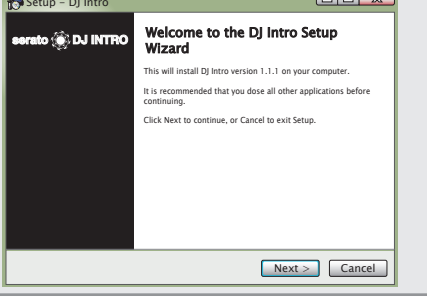 Setup - DJ Intro
serato DJ INTRO
Welcome to the DJ Intro Setup
Wizard
This will install DJ Intro version 1.1.1 on your computer.
It is recommended that you dose all other applications before
continuing.
Click Next to continue, or Cancel to exit Setup.
Next >
Cancel